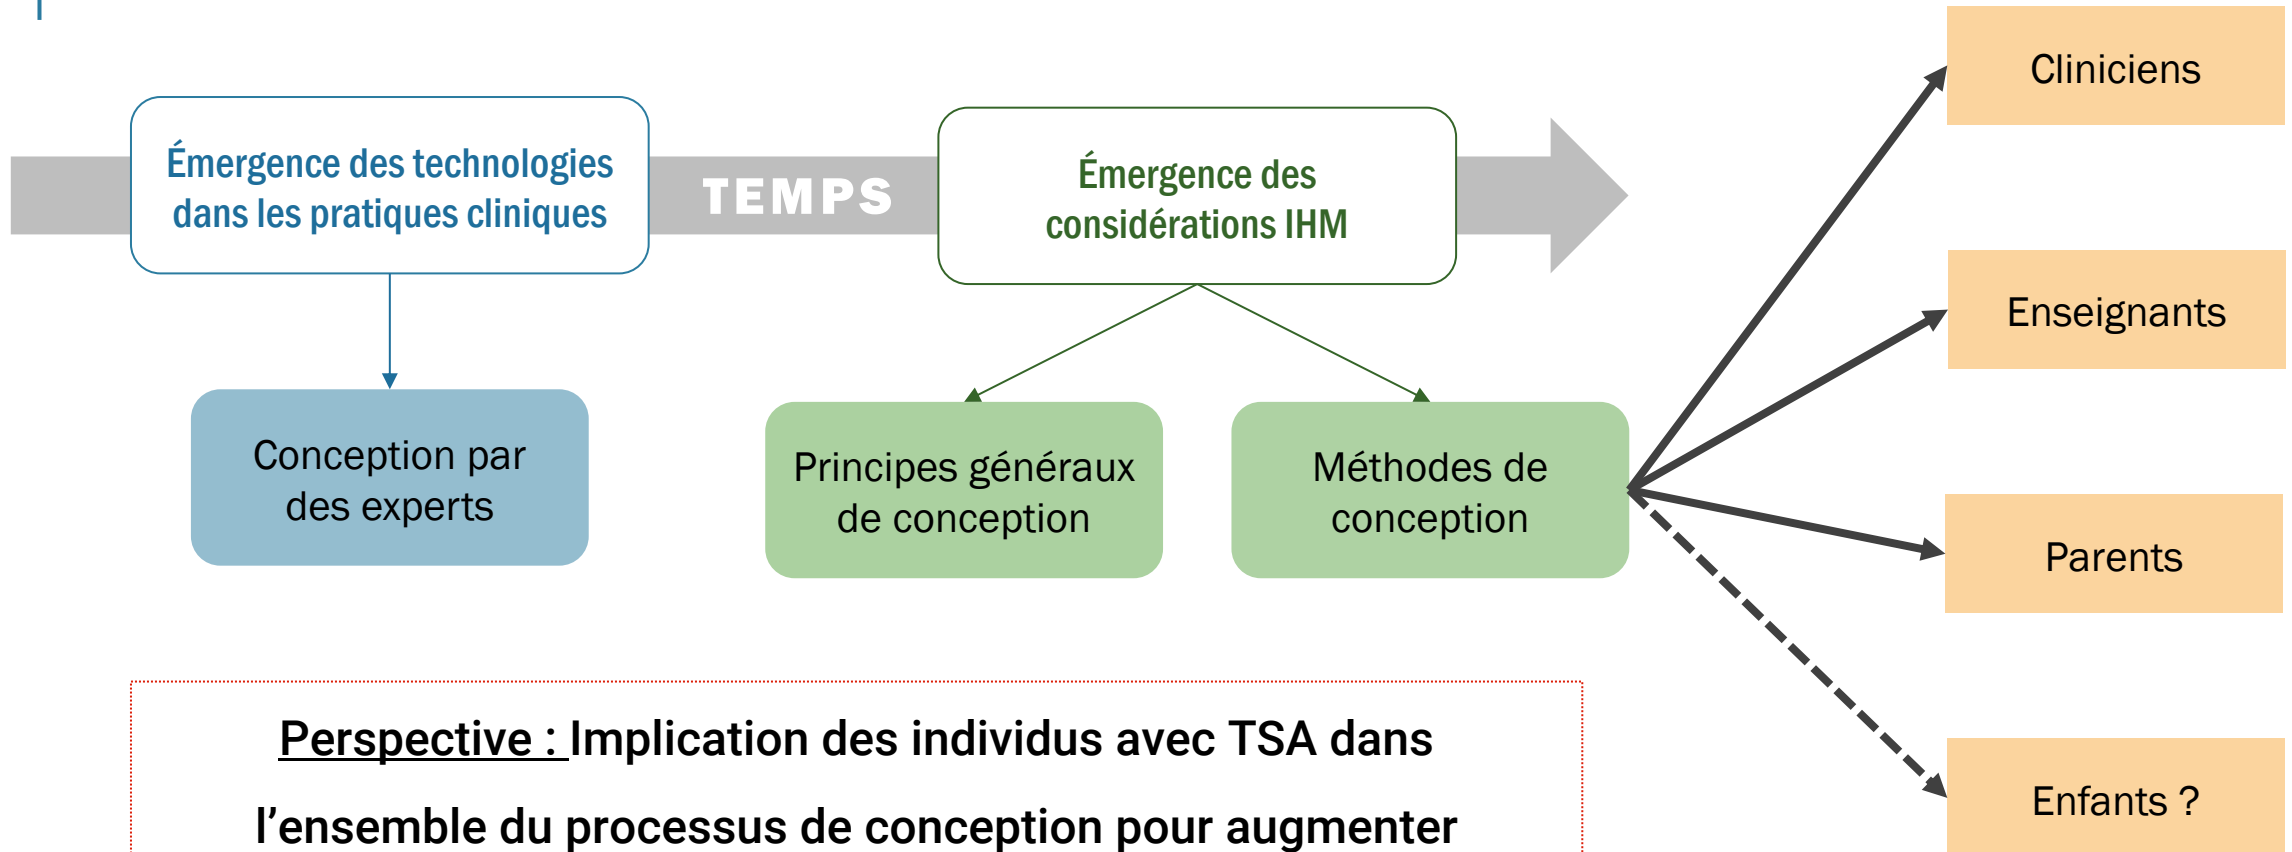 Émergence des technologies
dans les pratiques cliniques
TEMPS
Émergence des
considérations IHM
Conception par
des experts
Principes généraux
de conception
Méthodes de
conception
Cliniciens
Enseignants
Parents
Enfants ?
Perspective : Implication des individus avec TSA dans
l’ensemble du processus de conception pour augmenter